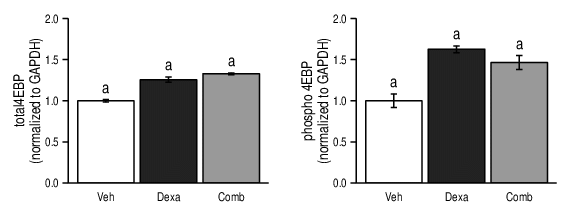 total4EBP
(normalized to GAPDH)
2.0
1.5
1.0
0.5
0.0
a
a
a
Veh Dexa Comb
phospho 4EBP
(normalized to GAPDH)
2.0
1.5
1.0
0.5
0.0
a
a
a
Veh Dexa Comb